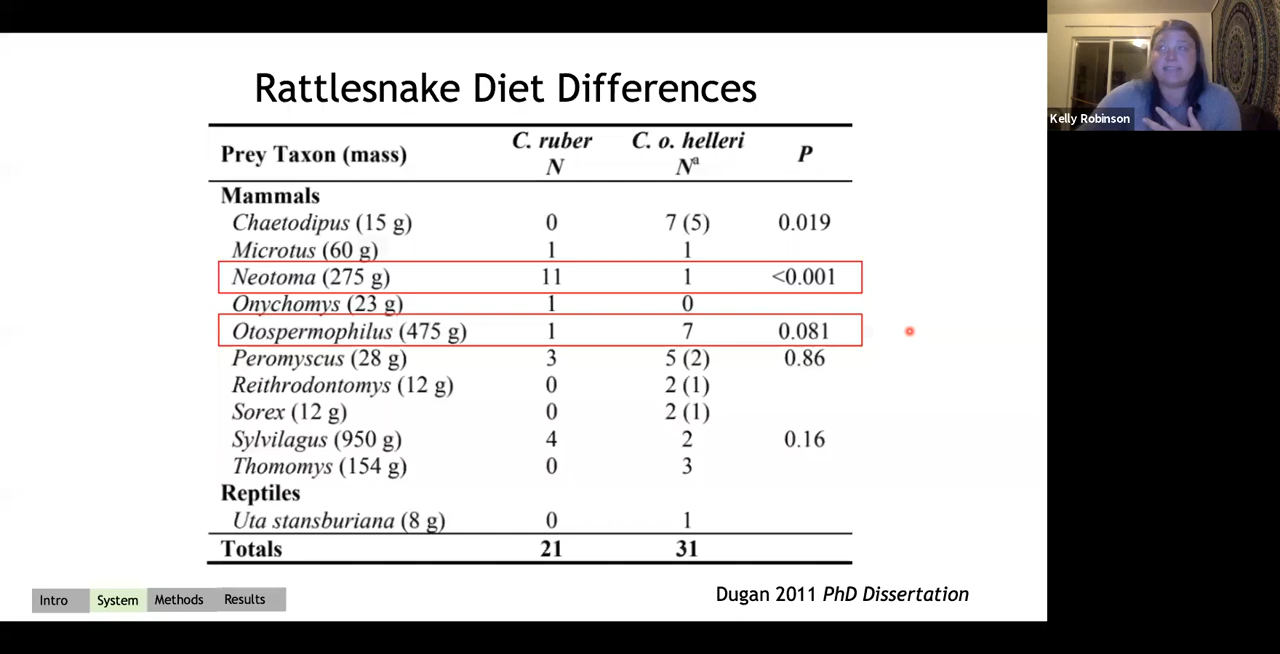 Rattlesnake Diet Differences
Prey Taxon (mass) C. ruber N C. o. helleri Nª P
Mammals
Chaetodipus (15 g) 0 7 (5) 0.019
Microtus (60 g) 1 1
Neotoma (275 g) 11 1 <0.001
Onychomys (23 g) 1 0
Otospermophilus (475 g) 1 7 0.081
Peromyscus (28 g) 3 5 (2) 0.86
Reithrodontomys (12 g) 0 2 (1)
Sorex (12 g) 0 2 (1)
Sylvilagus (950 g) 4 2 0.16
Thomomys (154 g) 0 3
Reptiles
Uta stansburiana (8 g) 0 1
Totals 21 31
Intro System Methods Results
Dugan 2011 PhD Dissertation
Kelly Robinson